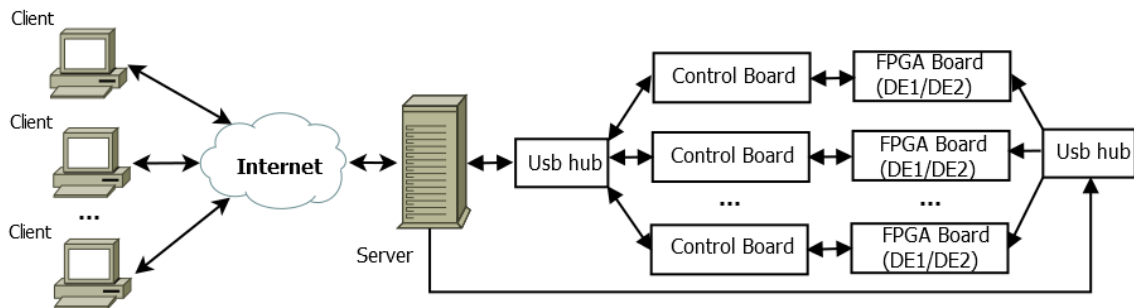 Client
Client
...
Client
Internet
Server
Usb hub
Control Board
FPGA Board
(DE1/DE2)
Control Board
FPGA Board
(DE1/DE2)
...
...
Control Board
FPGA Board
(DE1/DE2)
Usb hub